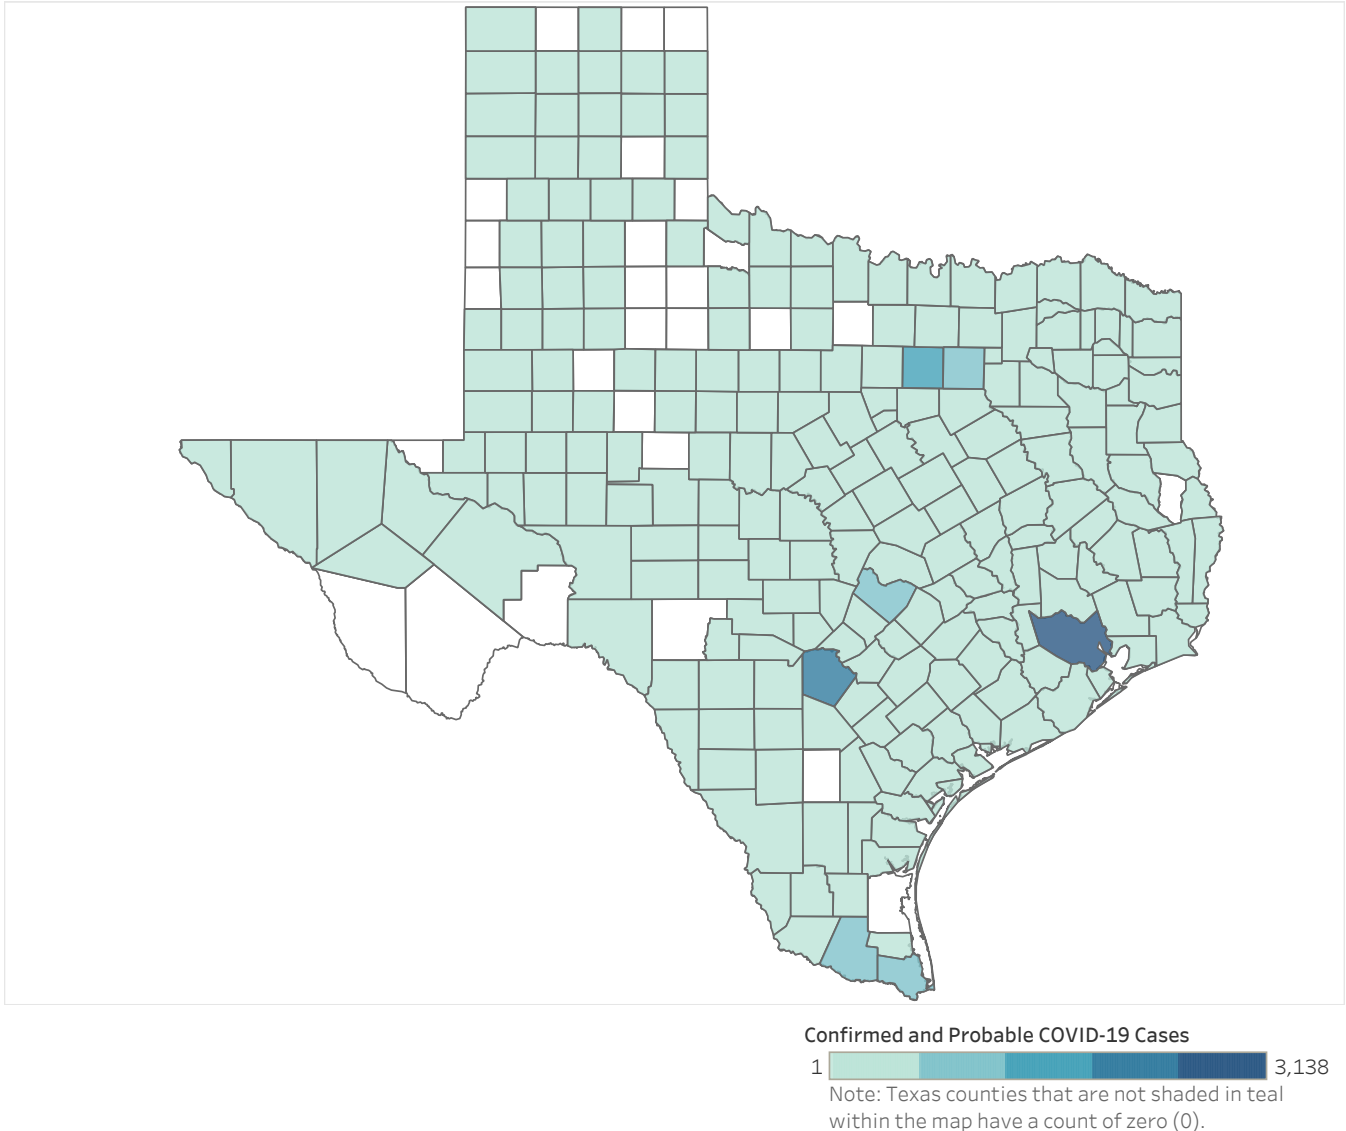 Confirmed and Probable COVID-19 Cases
1 3,138
Note: Texas counties that are not shaded in teal
within the map have a count of zero (0).